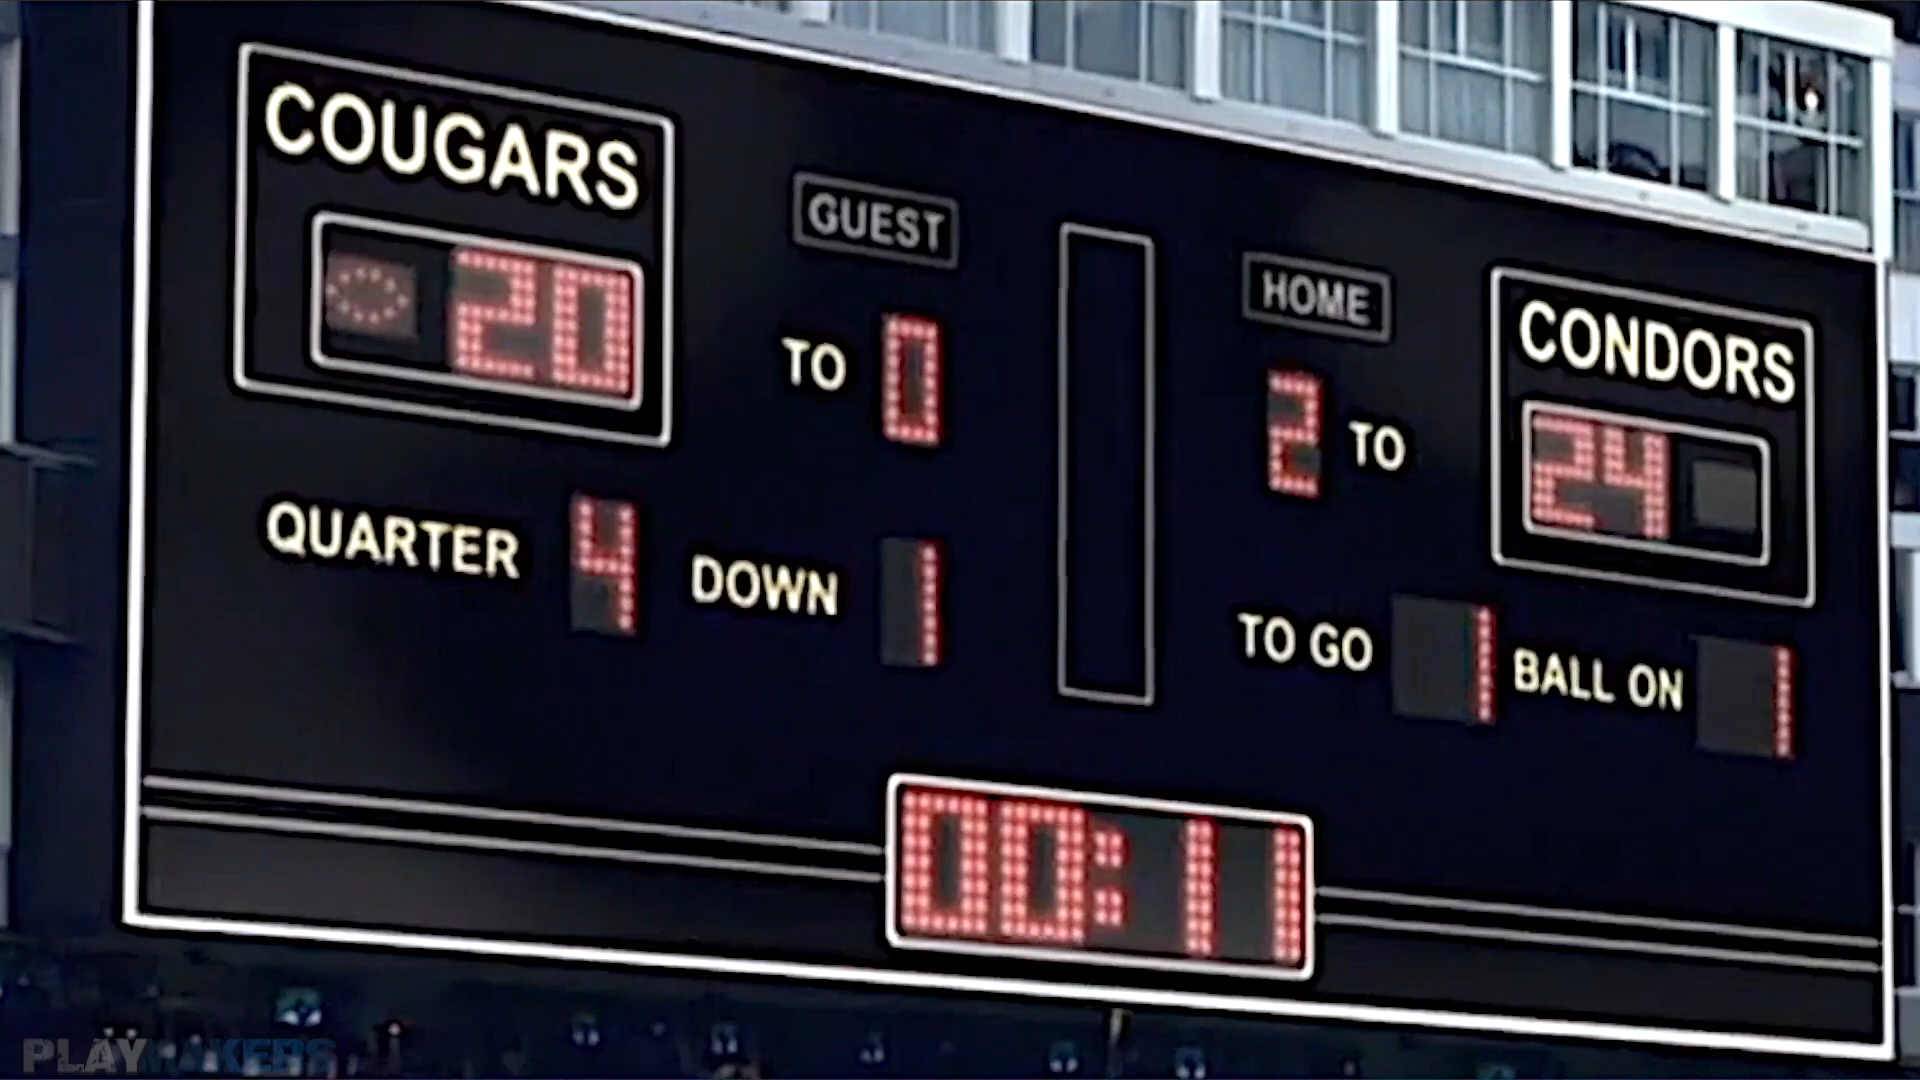 COUGARS
20
GUEST
TO 0
HOME
2 TO
CONDORS
24
QUARTER 4
DOWN 1
TO GO 1
BALL ON 1
00:11
PLAYMAKERS